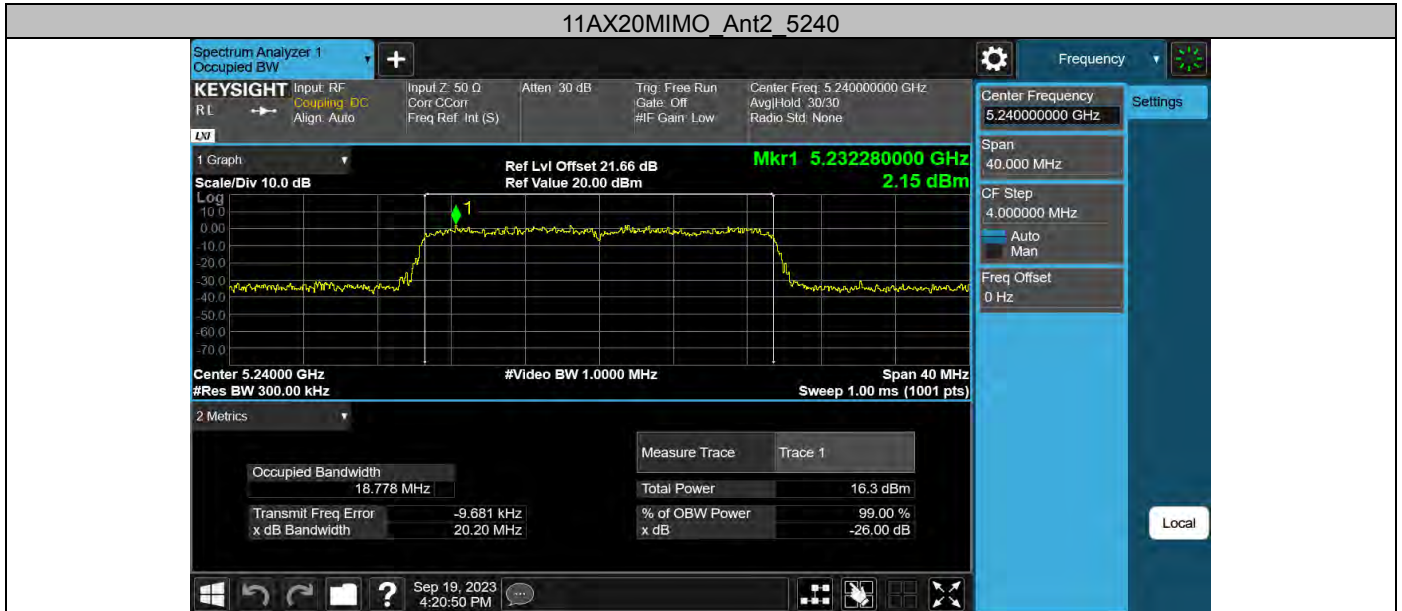 11AX20MIMO_Ant2_5240
Spectrum Analyzer 1
Occupied BW
+
Frequency
KEYSIGHT
RL
LXI
Input: RF
Coupling: DC
Align: Auto
Input Z: 50 Ω
Corr CCorr
Freq Ref: Int (S)
Atten: 30 dB
Trig: Free Run
Gate: Off
#IF Gain: Low
Center Freq: 5.240000000 GHz
Avg|Hold: 30/30
Radio Std: None
Center Frequency
5.240000000 GHz
Settings
Span
40.000 MHz
CF Step
4.000000 MHz
Auto
Man
Freq Offset
0 Hz
Local
1 Graph
Ref Lvl Offset 21.66 dB
Mkr1 5.232280000 GHz
Scale/Div 10.0 dB
Ref Value 20.00 dBm
2.15 dBm
Log
10.0
0.00
-10.0
-20.0
-30.0
-40.0
-50.0
-60.0
-70.0
1
Center 5.24000 GHz
#Video BW 1.0000 MHz
Span 40 MHz
#Res BW 300.00 kHz
Sweep 1.00 ms (1001 pts)
2 Metrics
Measure Trace Trace 1
Occupied Bandwidth
18.778 MHz
Total Power 16.3 dBm
Transmit Freq Error -9.681 kHz
% of OBW Power 99.00 %
x dB Bandwidth 20.20 MHz
x dB -26.00 dB
?
Sep 19, 2023
4:20:50 PM